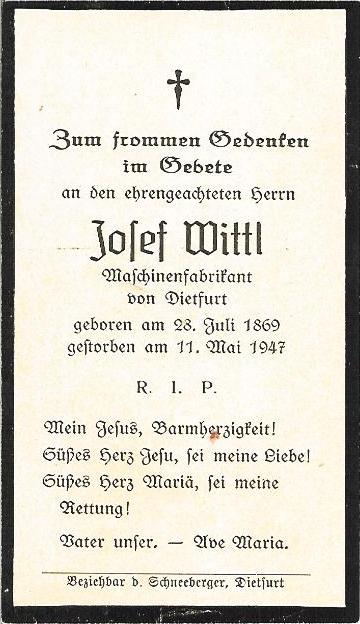 Zum frommen Gedenken
im Gebete
an den ehrengeachteten Herrn
Josef Wittl
Maschinenfabrikant
von Dietfurt
geboren am 28. Juli 1869
gestorben am 11. Mai 1947
R. I. P.
Mein Jesus, Barmherzigkeit!
Süßes Herz Jesu, sei meine Liebe!
Süßes Herz Mariä, sei meine
Rettung!
Vater unser. — Ave Maria.
Beziehbar d. Schneeberger, Dietfurt